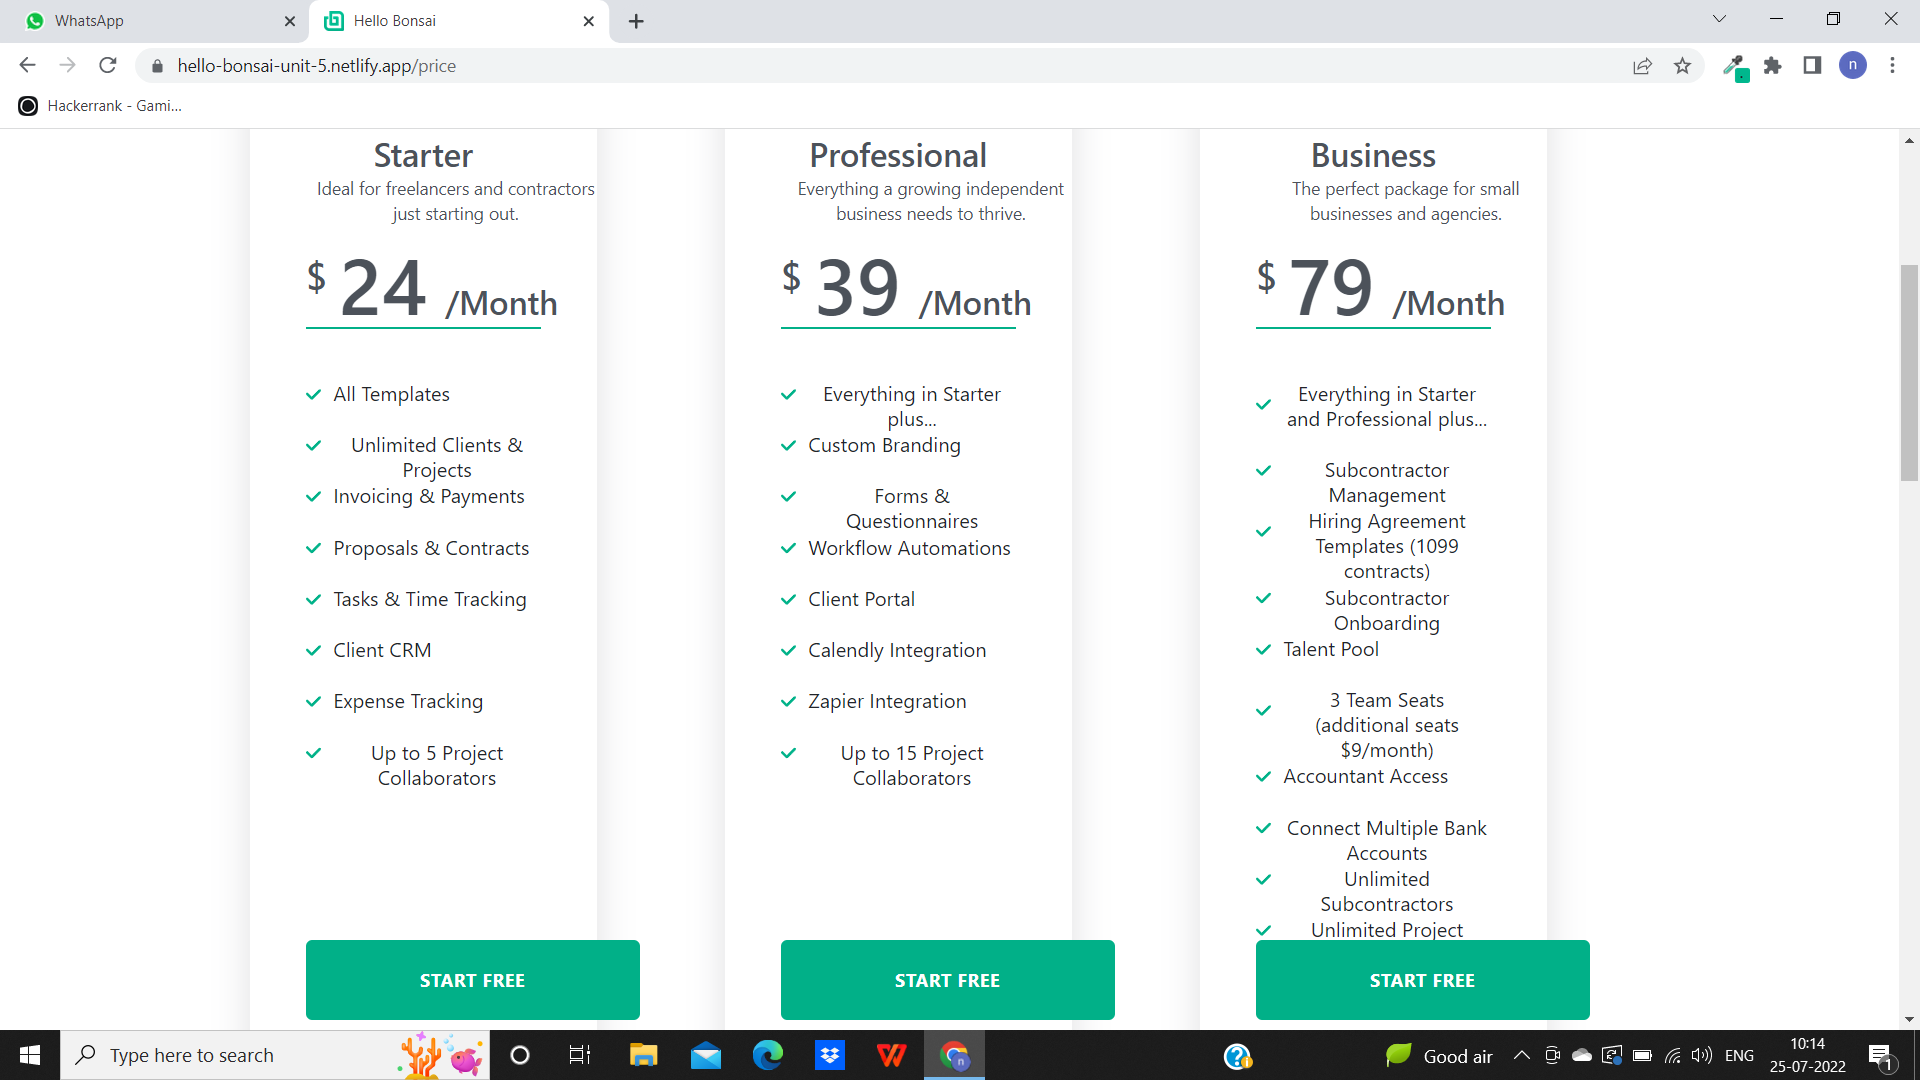 WhatsApp
Hello Bonsai
hello-bonsai-unit-5.netlify.app/price
n
Hackerrank - Gami...
Starter
Ideal for freelancers and contractors
just starting out.
$ 24 /Month
All Templates
Unlimited Clients &
Projects
Invoicing & Payments
Proposals & Contracts
Tasks & Time Tracking
Client CRM
Expense Tracking
Up to 5 Project
Collaborators
START FREE
Professional
Everything a growing independent
business needs to thrive.
$ 39 /Month
Everything in Starter
plus...
Custom Branding
Forms &
Questionnaires
Workflow Automations
Client Portal
Calendly Integration
Zapier Integration
Up to 15 Project
Collaborators
START FREE
Business
The perfect package for small
businesses and agencies.
$ 79 /Month
Everything in Starter
and Professional plus...
Subcontractor
Management
Hiring Agreement
Templates (1099
contracts)
Subcontractor
Onboarding
Talent Pool
3 Team Seats
(additional seats
$9/month)
Accountant Access
Connect Multiple Bank
Accounts
Unlimited
Subcontractors
Unlimited Project
START FREE
Type here to search
n
Good air
ENG
10:14
25-07-2022
1